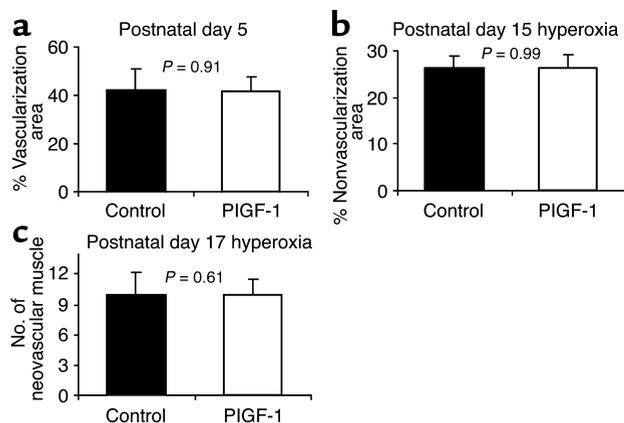 a
Postnatal day 5
% Vascularization
area
60
40
20
0
P = 0.91
Control
PlGF-1
b
Postnatal day 15 hyperoxia
% Nonvascularization
area
30
20
10
0
P = 0.99
Control
PlGF-1
c
Postnatal day 17 hyperoxia
No. of
neovascular muscle
12
9
6
3
0
P = 0.61
Control
PlGF-1